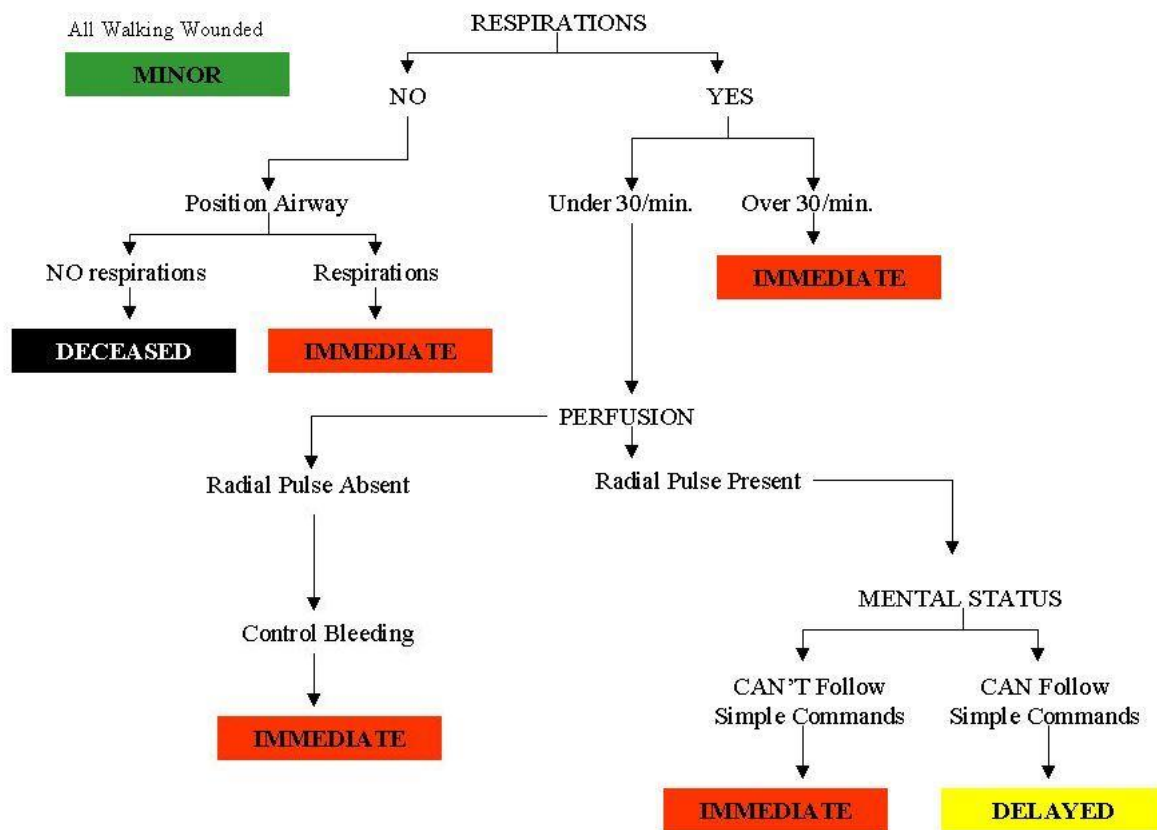 All Walking Wounded
MINOR
RESPIRATIONS
NO
YES
Position Airway
Under 30/min.
Over 30/min.
NO respirations
Respirations
IMMEDIATE
DECEASED
IMMEDIATE
PERFUSION
Radial Pulse Absent
Radial Pulse Present
MENTAL STATUS
Control Bleeding
CAN'T Follow
Simple Commands
CAN Follow
Simple Commands
IMMEDIATE
IMMEDIATE
DELAYED